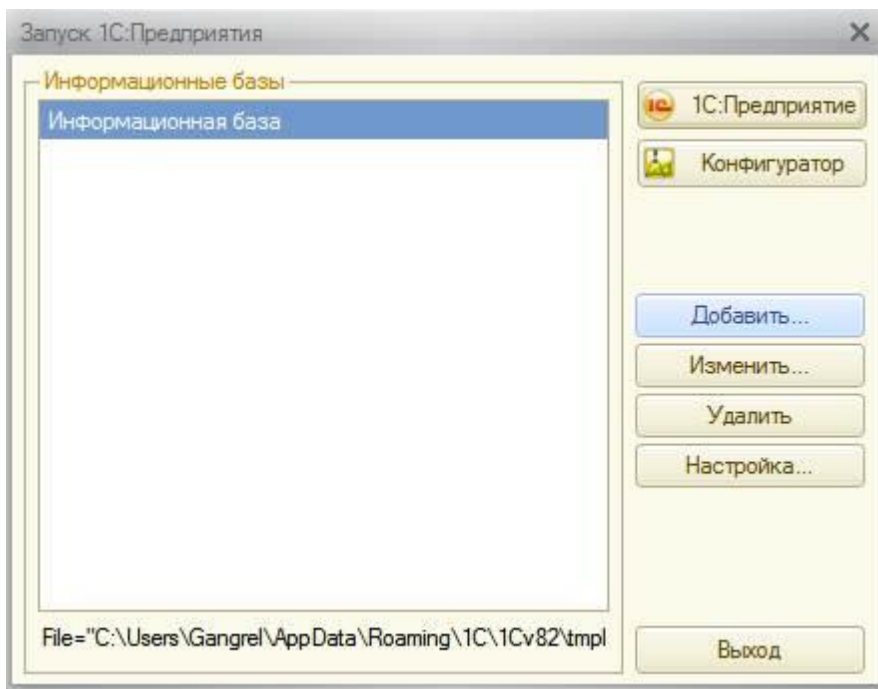 Запуск 1С:Предприятия
Информационные базы
Информационная база
1С:Предприятие
Конфигуратор
Добавить...
Изменить...
Удалить
Настройка...
File="C:\Users\Gangrel\AppData\Roaming\1C\1Cv82\tmpl
Выход